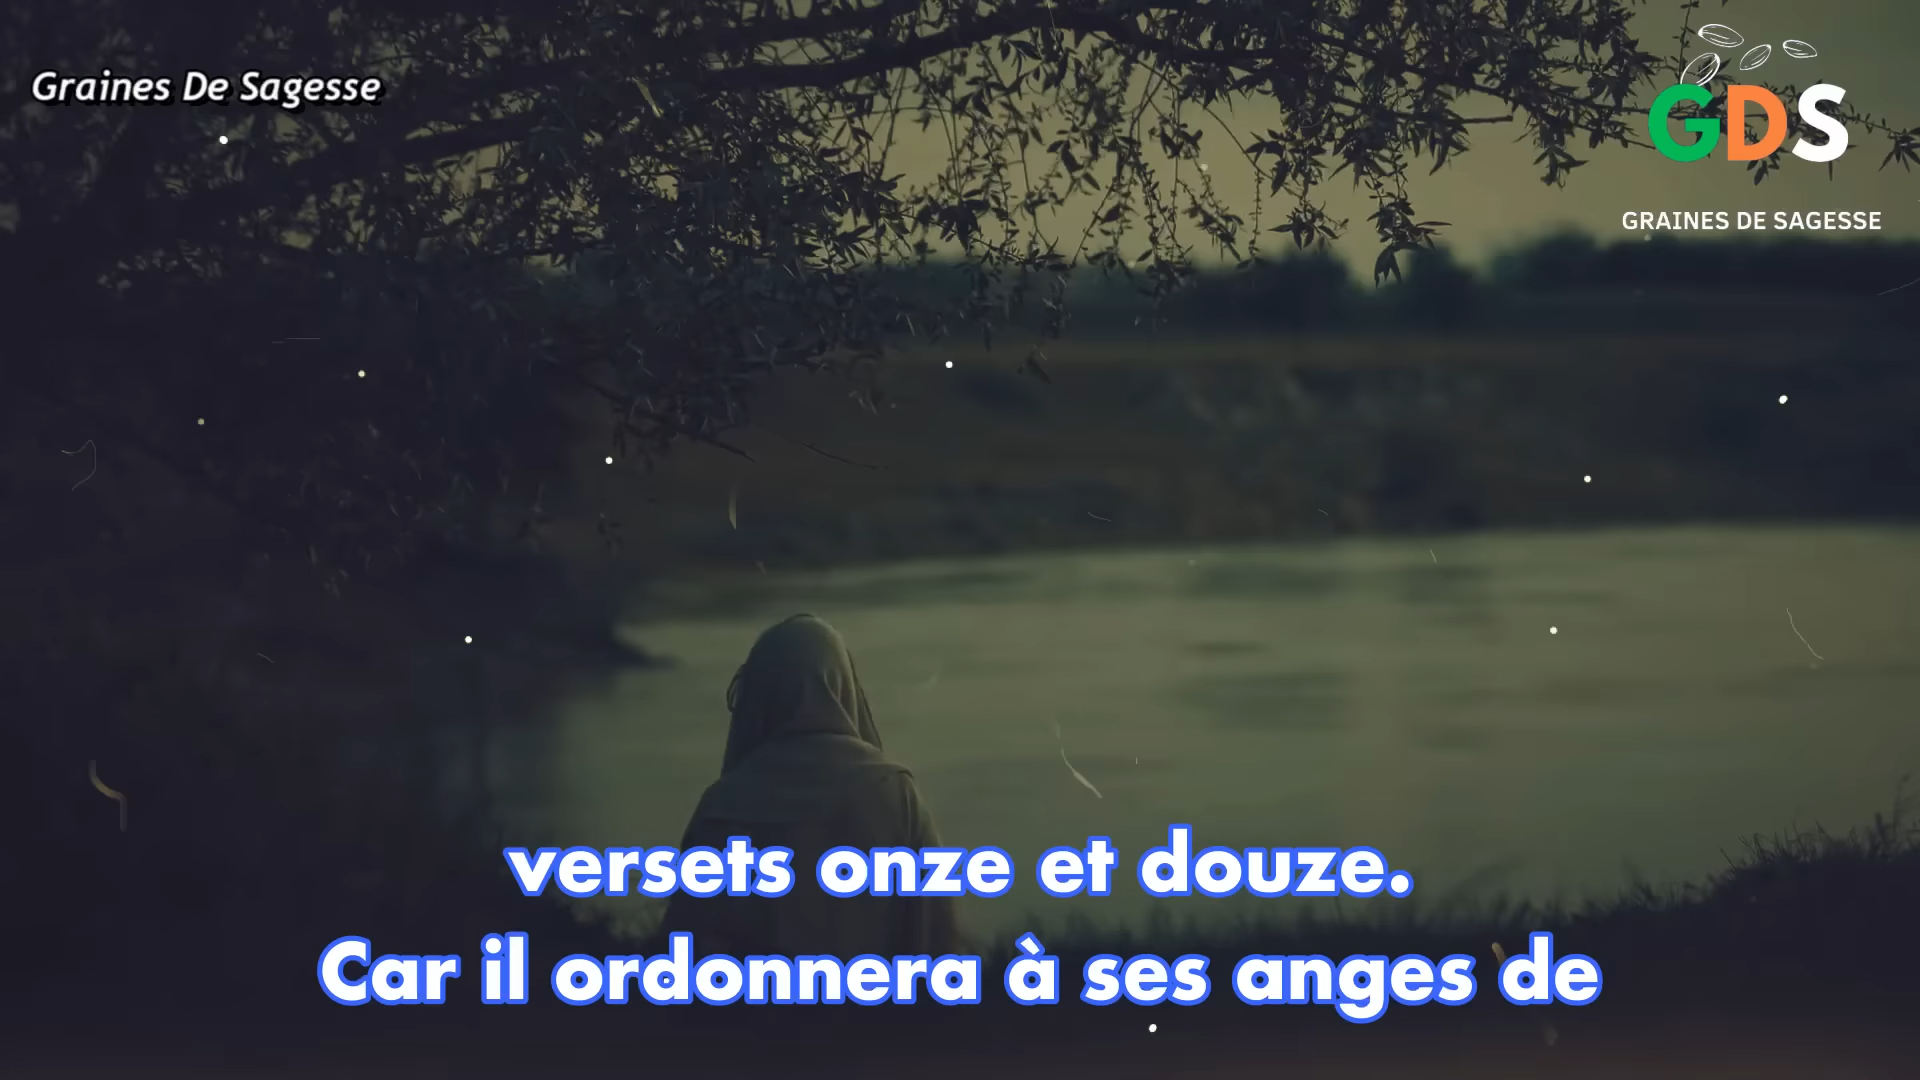 Graines De Sagesse
GDS
GRAINES DE SAGESSE
versets onze et douze.
Car il ordonnera à ses anges de